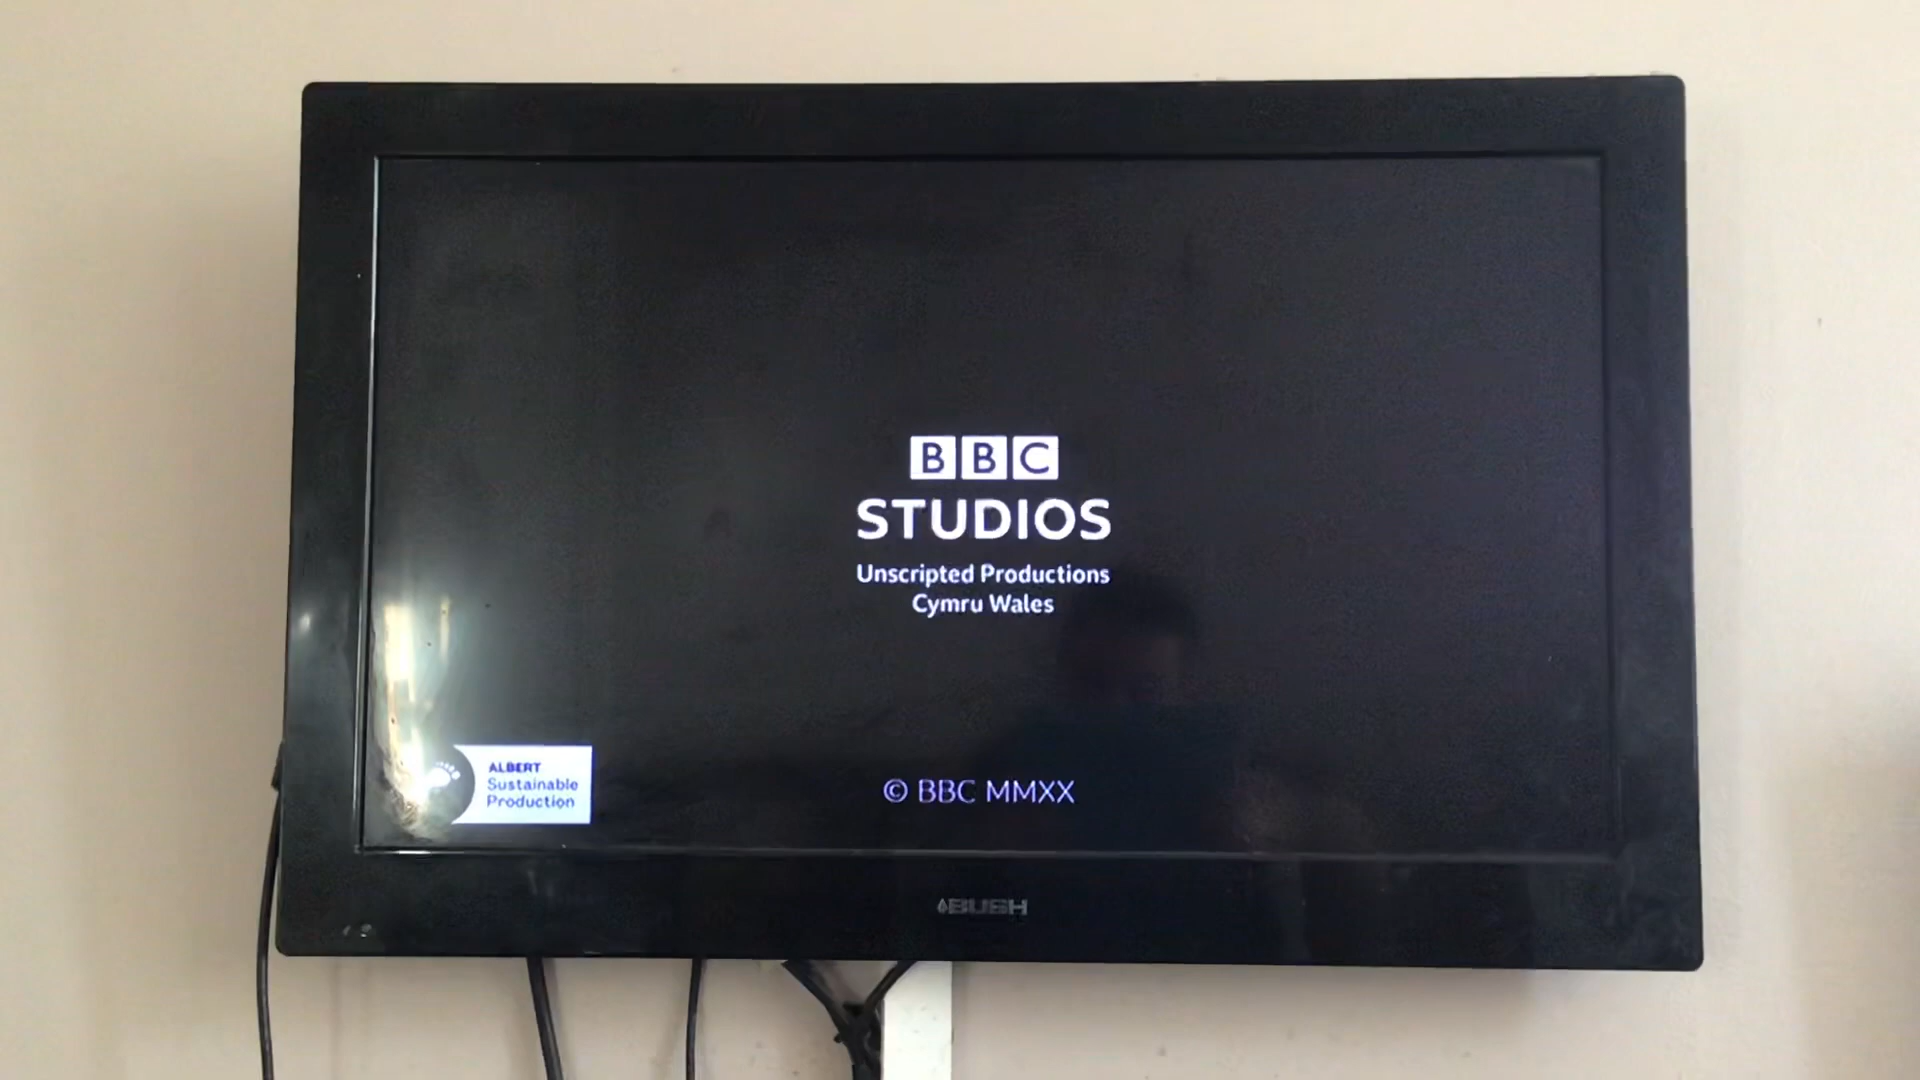 BBC
STUDIOS
Unscripted Productions
Cymru Wales
ALBERT
Sustainable
Production
© BBC MMXX
BUSH